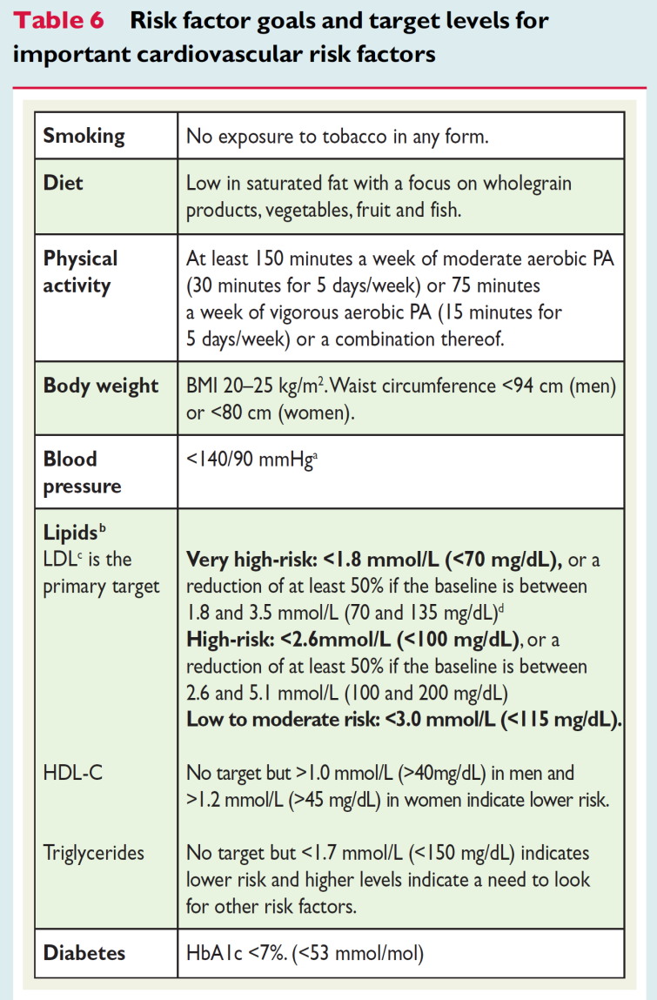 Table 6 Risk factor goals and target levels for
important cardiovascular risk factors
Smoking No exposure to tobacco in any form.
Diet Low in saturated fat with a focus on wholegrain
products, vegetables, fruit and fish.
Physical At least 150 minutes a week of moderate aerobic PA
activity (30 minutes for 5 days/week) or 75 minutes
a week of vigorous aerobic PA (15 minutes for
5 days/week) or a combination thereof.
Body weight BMI 20–25 kg/m². Waist circumference <94 cm (men)
or <80 cm (women).
Blood <140/90 mmHgᵃ
pressure
Lipidsᵇ
LDLᶜ is the Very high-risk: <1.8 mmol/L (<70 mg/dL), or a
primary target reduction of at least 50% if the baseline is between
1.8 and 3.5 mmol/L (70 and 135 mg/dL)ᵈ
High-risk: <2.6mmol/L (<100 mg/dL), or a
reduction of at least 50% if the baseline is between
2.6 and 5.1 mmol/L (100 and 200 mg/dL)
Low to moderate risk: <3.0 mmol/L (<115 mg/dL).
HDL-C No target but >1.0 mmol/L (>40mg/dL) in men and
>1.2 mmol/L (>45 mg/dL) in women indicate lower risk.
Triglycerides No target but <1.7 mmol/L (<150 mg/dL) indicates
lower risk and higher levels indicate a need to look
for other risk factors.
Diabetes HbA1c <7%. (<53 mmol/mol)